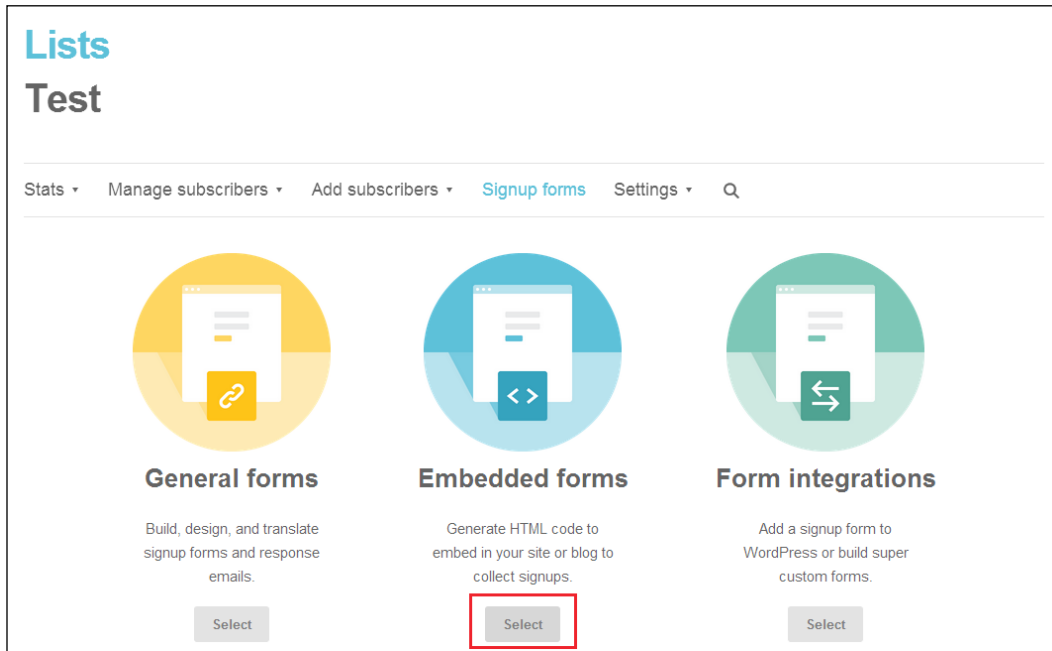 Lists
Test
Stats Manage subscribers Add subscribers Signup forms Settings
General forms
Build, design, and translate
signup forms and response
emails.
Select
Embedded forms
Generate HTML code to
embed in your site or blog to
collect signups.
Select
Form integrations
Add a signup form to
WordPress or build super
custom forms.
Select